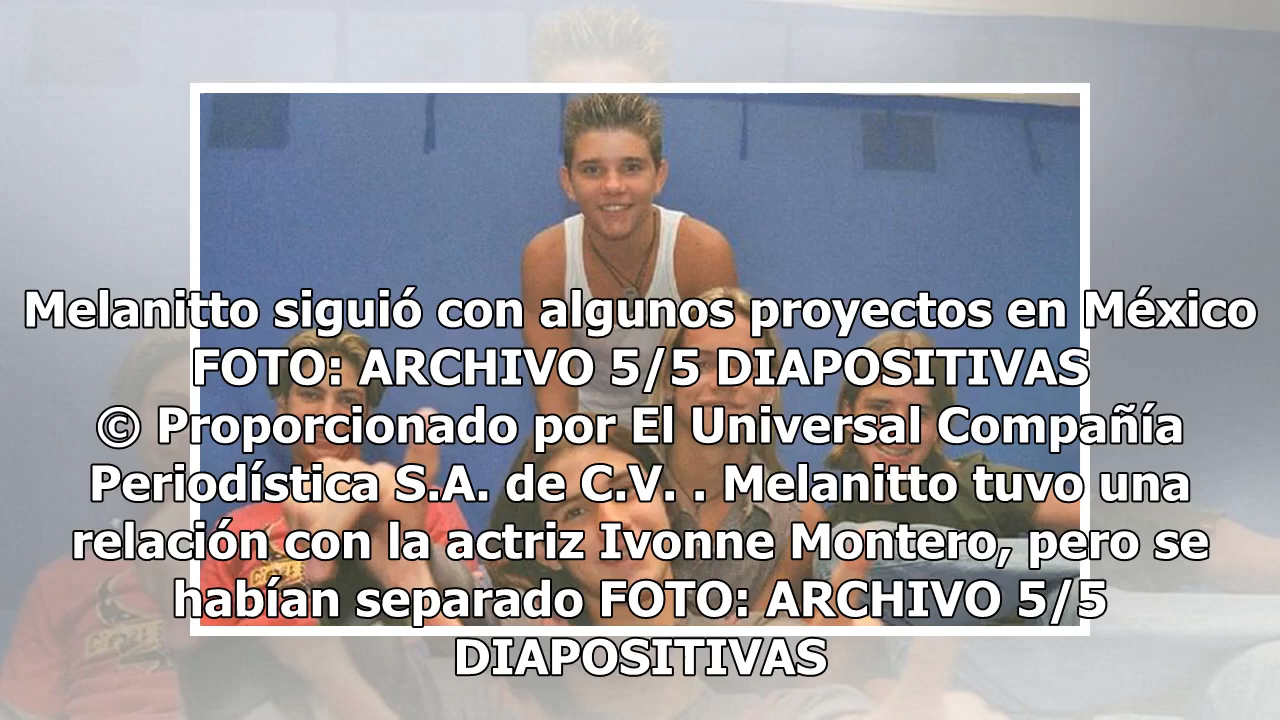 Melanitto siguió con algunos proyectos en México
FOTO: ARCHIVO 5/5 DIAPOSITIVAS
© Proporcionado por El Universal Compañía
Periodística S.A. de C.V. . Melanitto tuvo una
relación con la actriz Ivonne Montero, pero se
habían separado FOTO: ARCHIVO 5/5
DIAPOSITIVAS